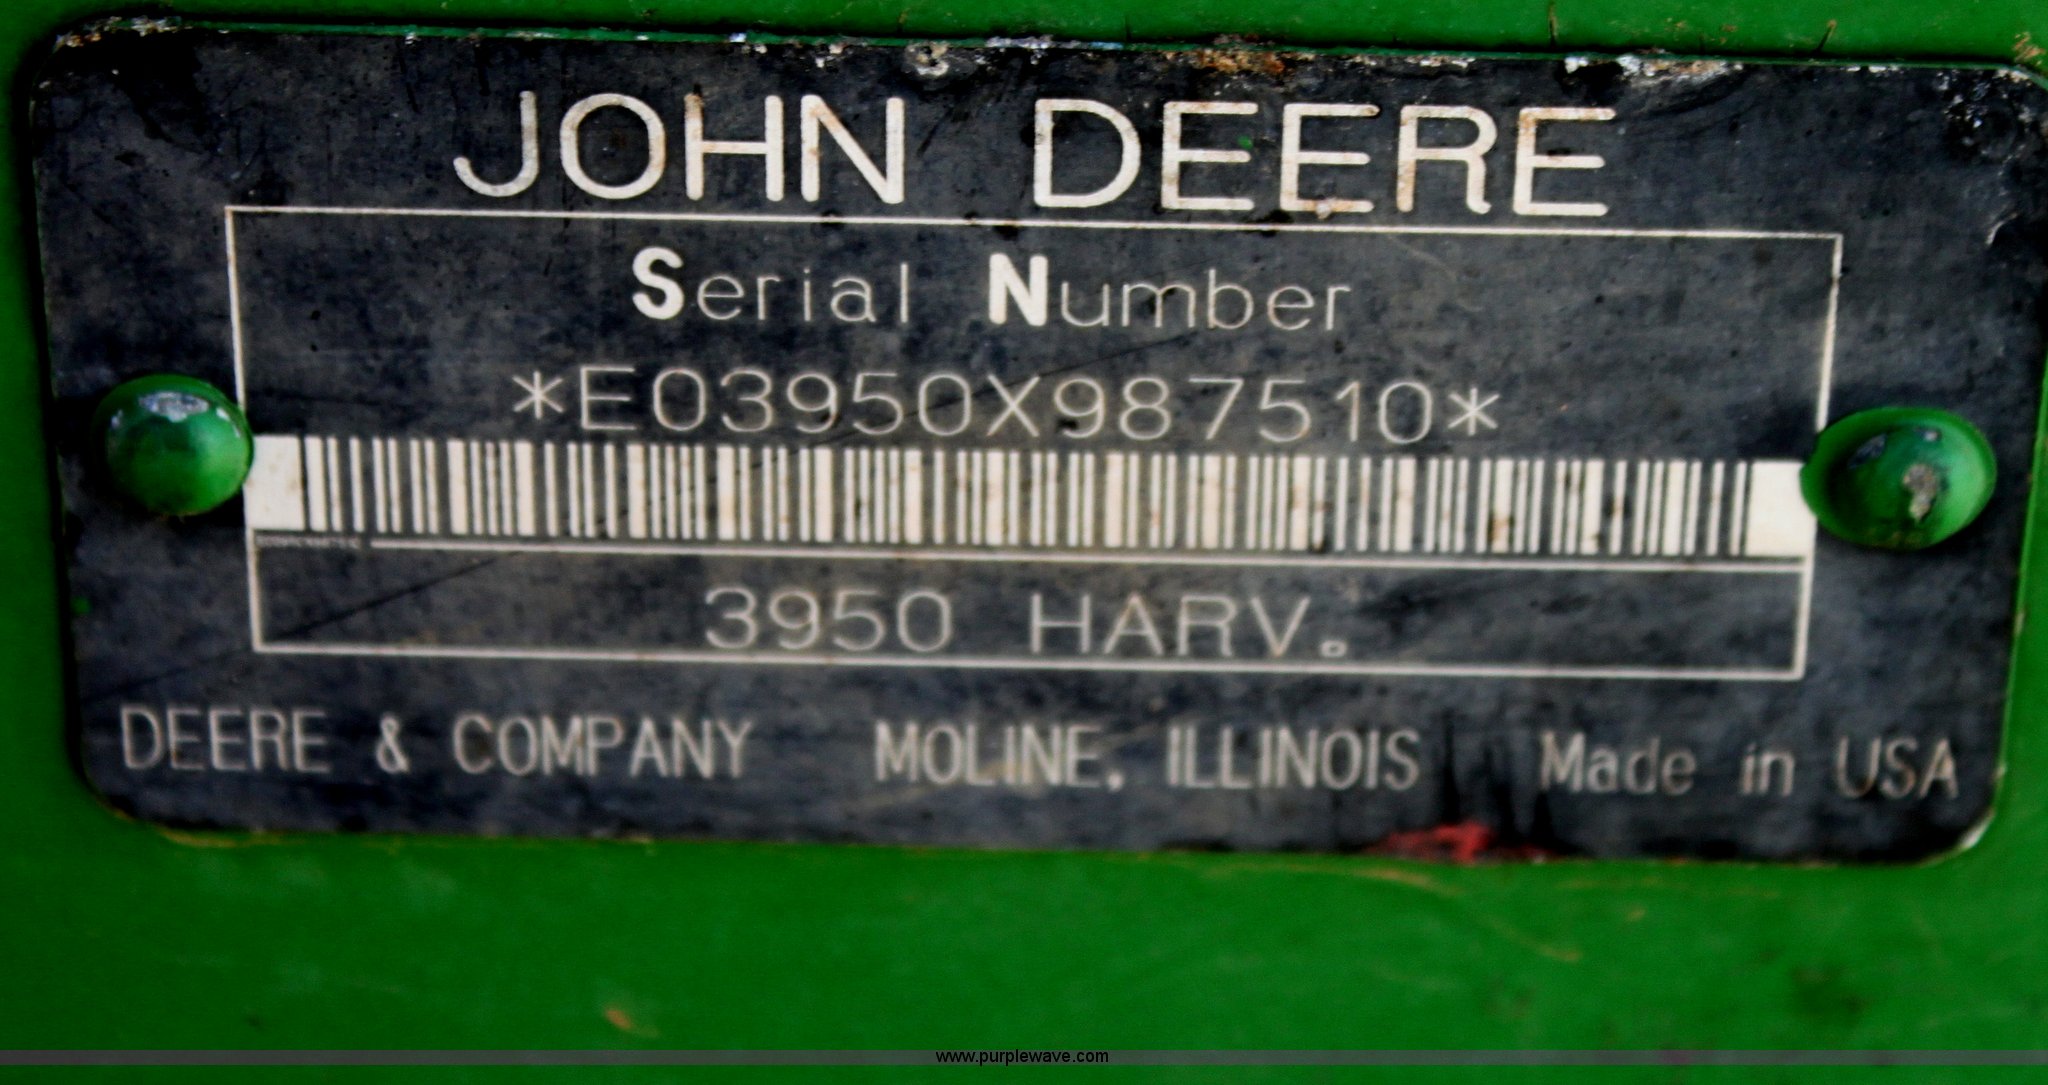 JOHN DEERE
Serial Number
*E03950X987510*
3950 HARV.
DEERE & COMPANY MOLINE, ILLINOIS Made in USA
www.purplewave.com